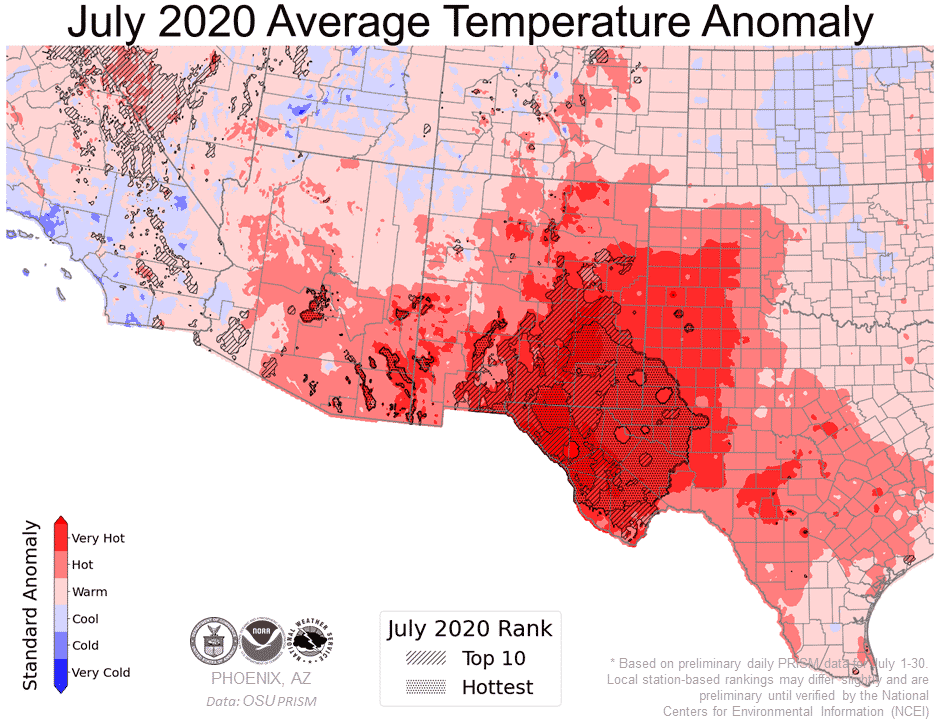 July 2020 Average Temperature Anomaly
Standard Anomaly
Very Hot
Hot
Warm
Cool
Cold
Very Cold
NOAA
NATIONAL WEATHER SERVICE
PHOENIX, AZ
Data: OSU PRISM
July 2020 Rank
Top 10
Hottest
* Based on preliminary daily PRISM data for July 1-30.
Local station-based rankings may differ slightly and are
preliminary until verified by the National
Centers for Environmental Information (NCEI)